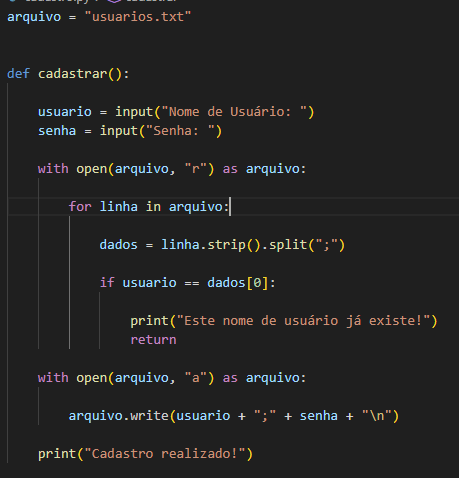 arquivo = "usuarios.txt"
def cadastrar():
usuario = input("Nome de Usuário: ")
senha = input("Senha: ")
with open(arquivo, "r") as arquivo:
for linha in arquivo:
dados = linha.strip().split(";")
if usuario == dados[0]:
print("Este nome de usuário já existe!")
return
with open(arquivo, "a") as arquivo:
arquivo.write(usuario + ";" + senha + "\n")
print("Cadastro realizado!")